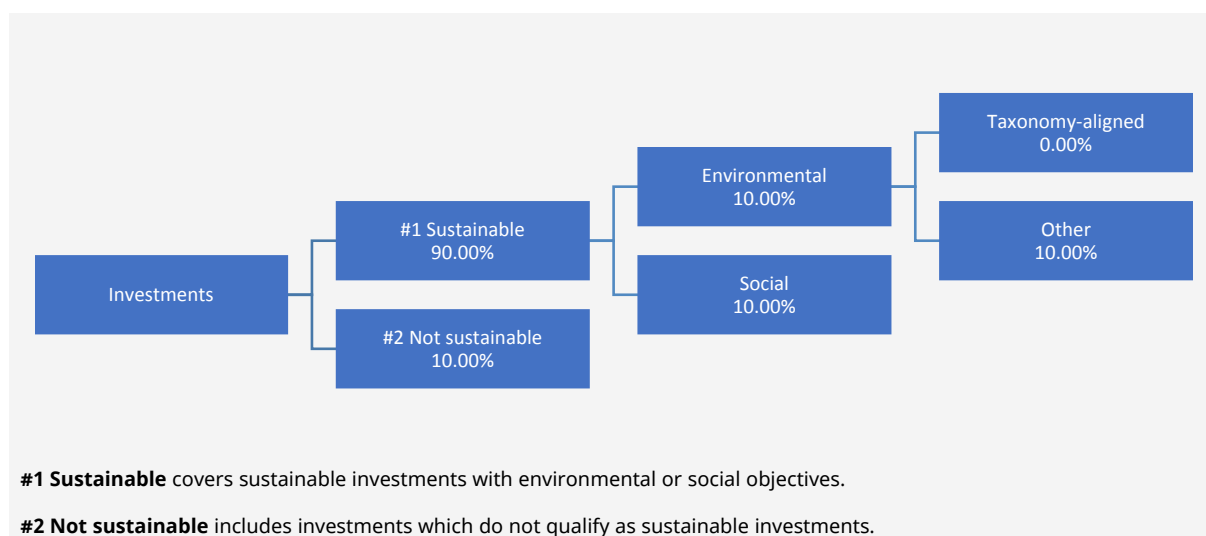 Investments
#1 Sustainable
90.00%
#2 Not sustainable
10.00%
Environmental
10.00%
Social
10.00%
Taxonomy-aligned
0.00%
Other
10.00%
#1 Sustainable covers sustainable investments with environmental or social objectives.
#2 Not sustainable includes investments which do not qualify as sustainable investments.